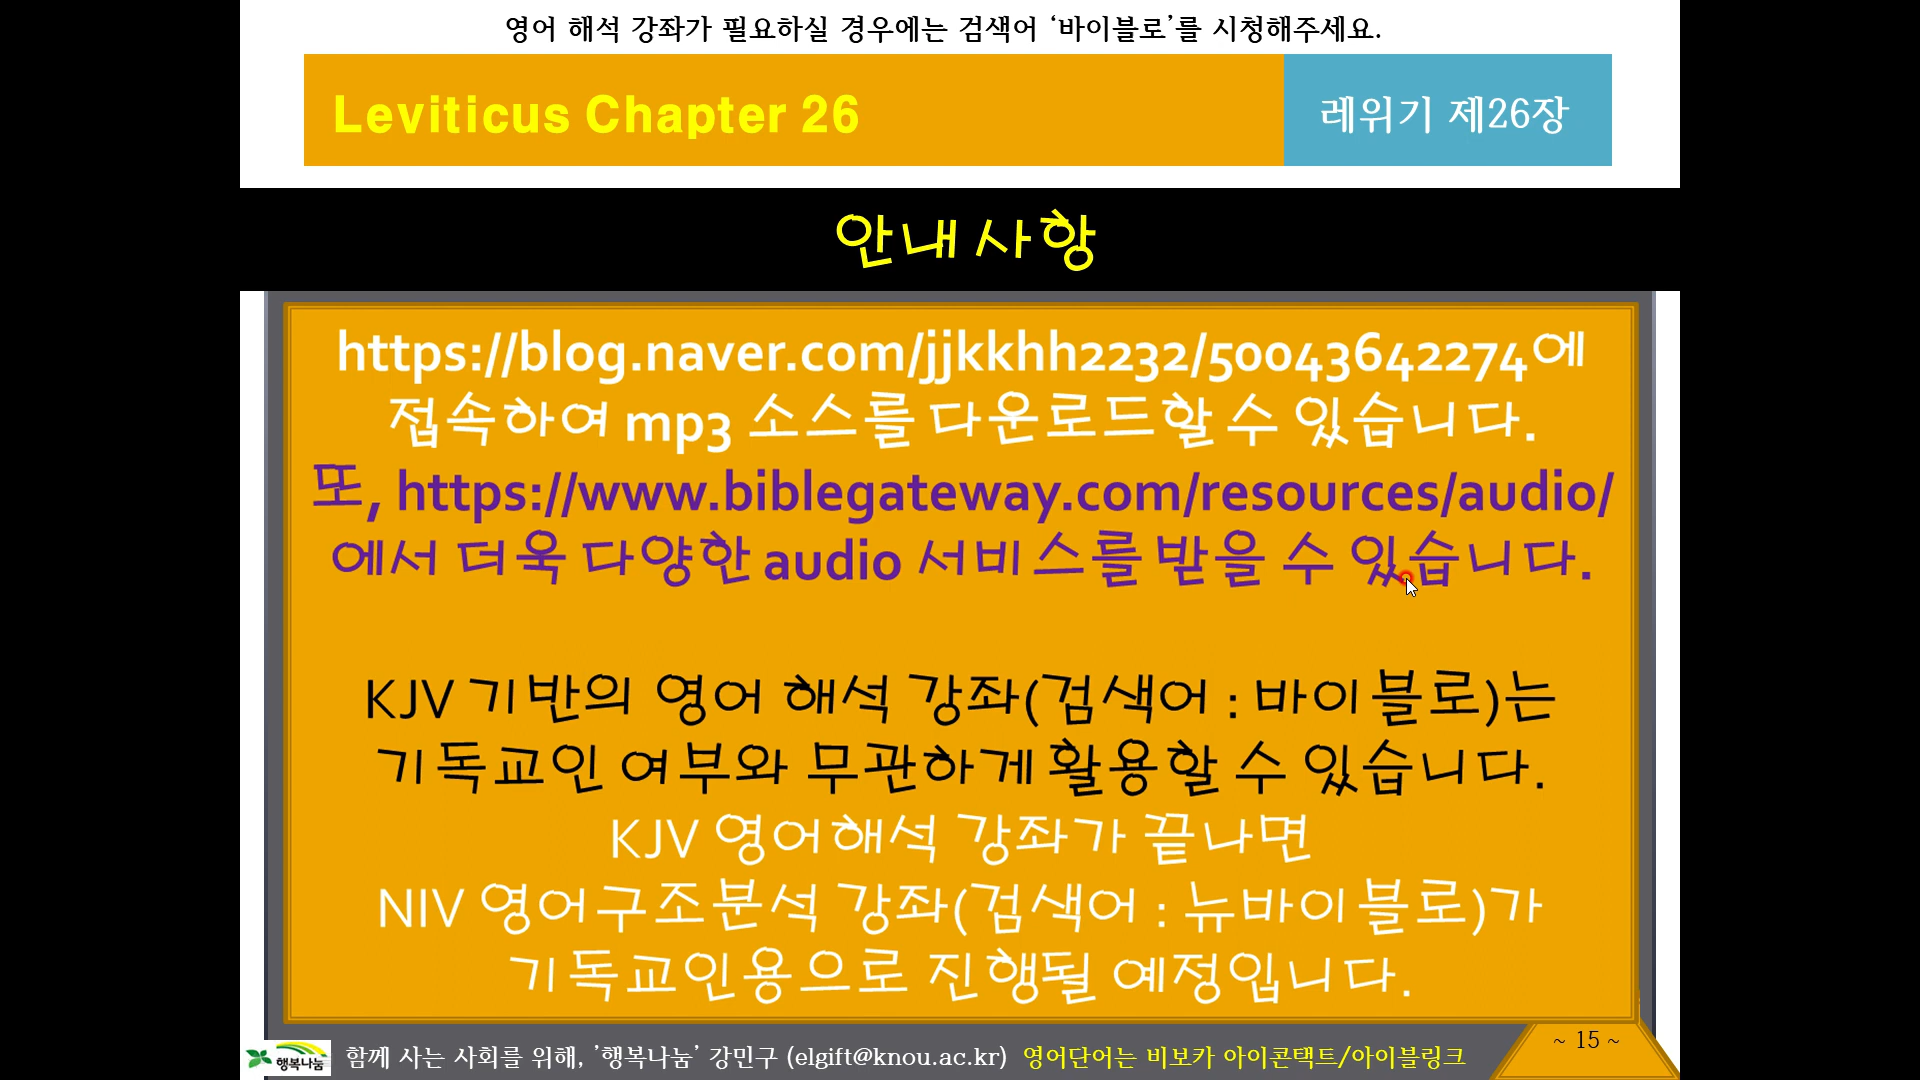 영어 해석 강좌가 필요하실 경우에는 검색어 ‘바이블로’를 시청해주세요.
Leviticus Chapter 26
레위기 제26장
안내사항
https://blog.naver.com/jjkkhh2232/50043642274에
접속하여 mp3 소스를 다운로드할 수 있습니다.
또, https://www.biblegateway.com/resources/audio/
에서 더욱 다양한 audio 서비스를 받을 수 있습니다.
KJV 기반의 영어 해석 강좌(검색어 : 바이블로)는
기독교인 여부와 무관하게 활용할 수 있습니다.
KJV 영어해석 강좌가 끝나면
NIV 영어구조분석 강좌(검색어 : 뉴바이블로)가
기독교인용으로 진행될 예정입니다.
행복나눔
함께 사는 사회를 위해, ’행복나눔’ 강민구 (elgift@knou.ac.kr) 영어단어는 비보카 아이콘택트/아이블링크
~ 15 ~